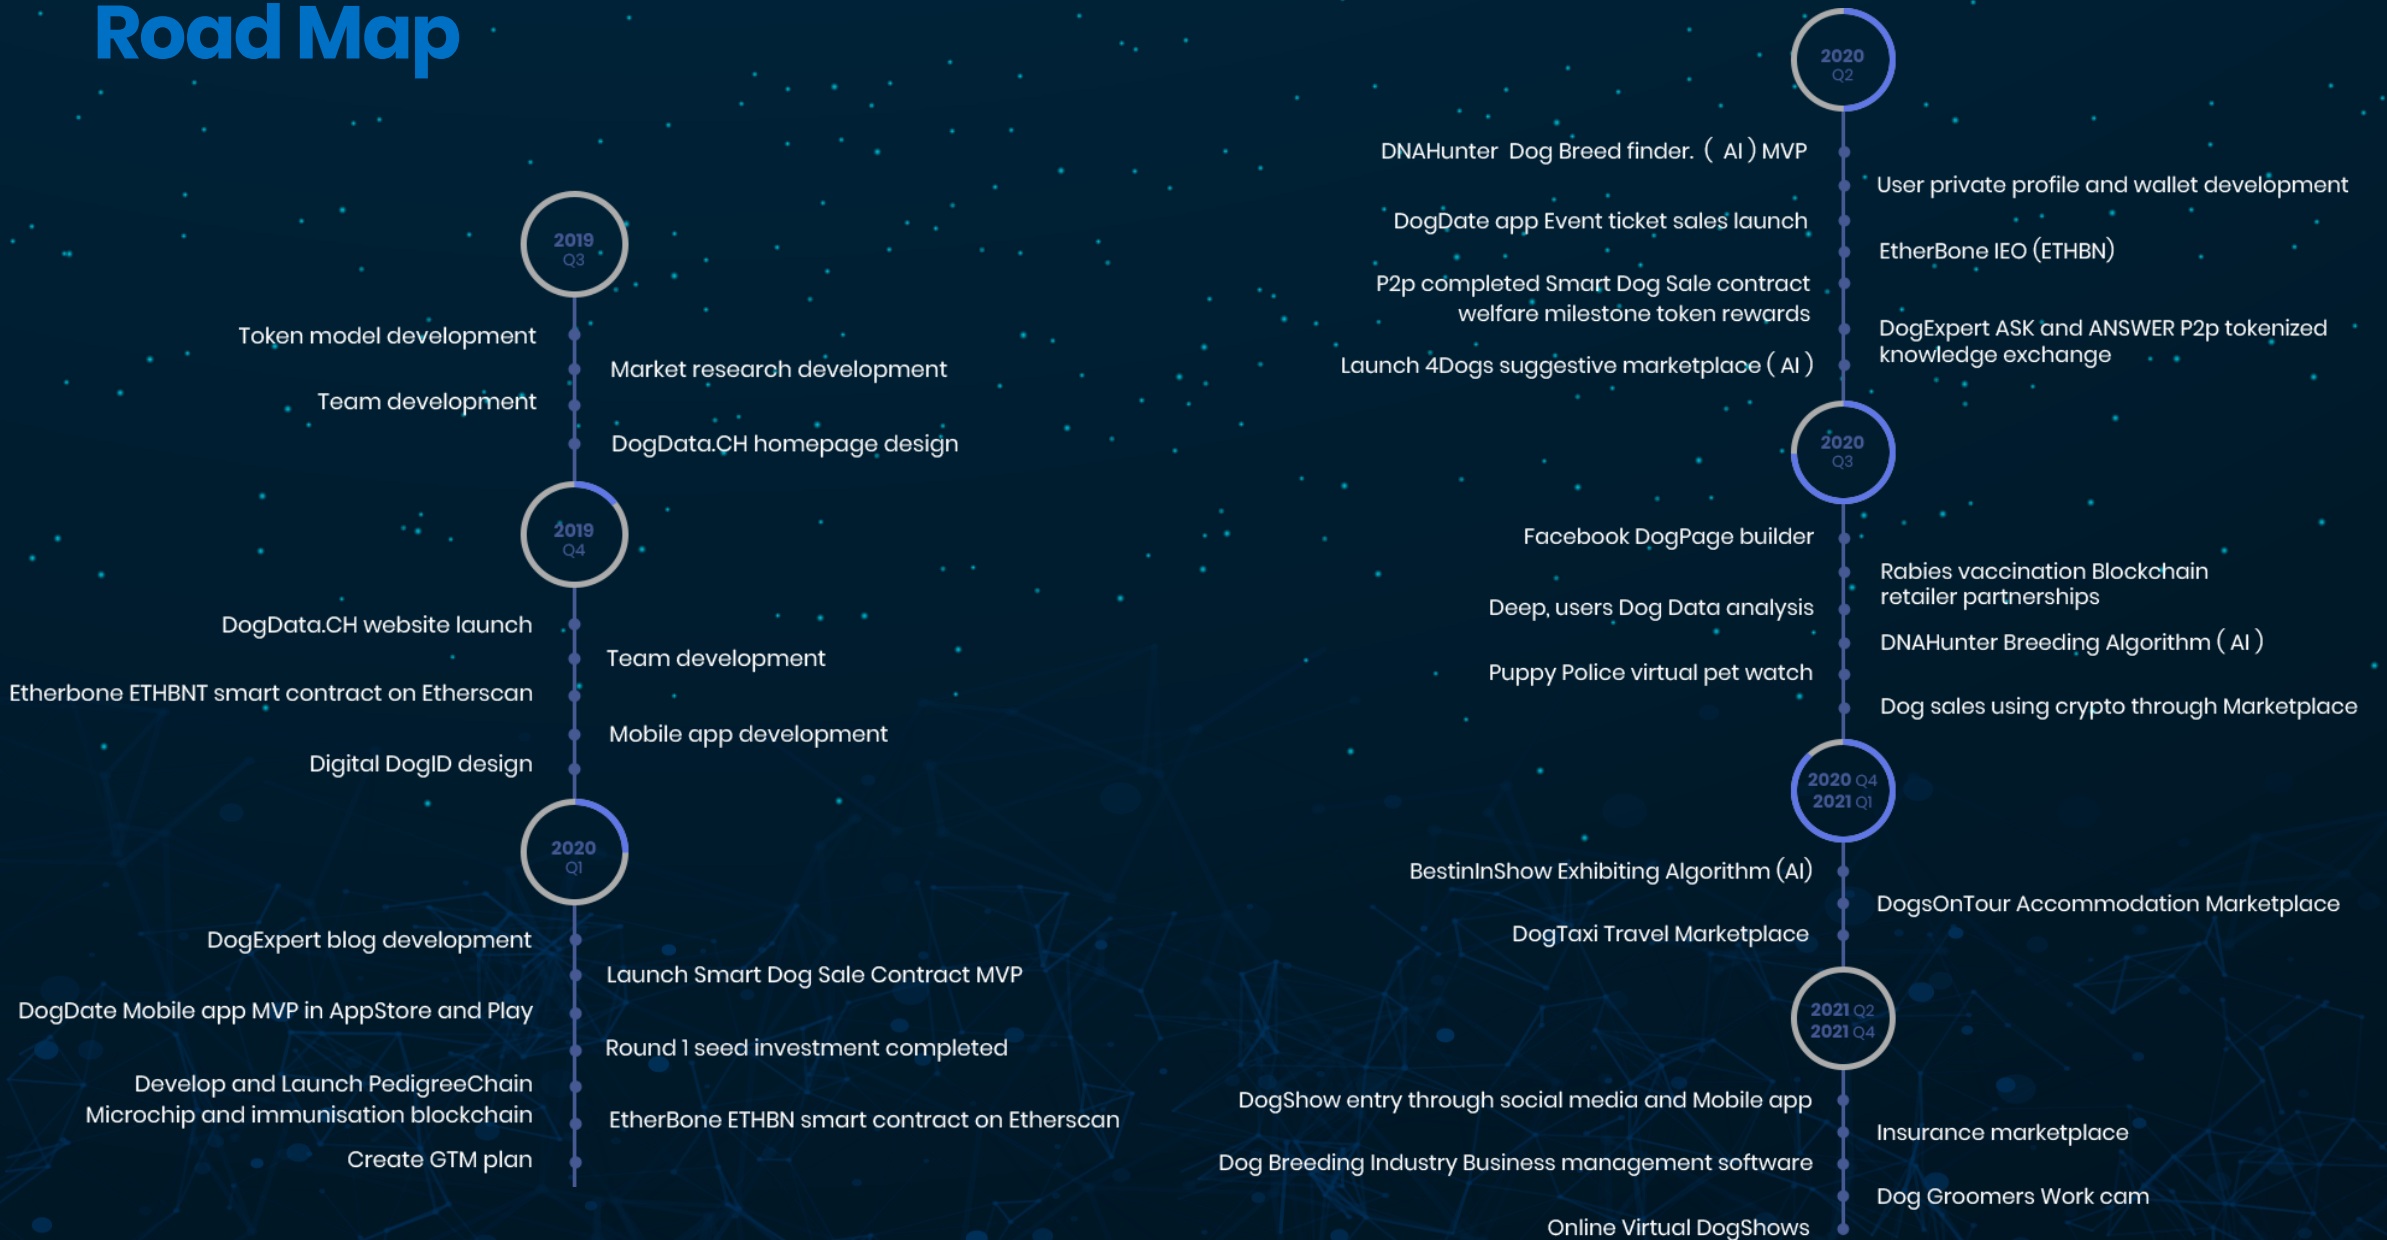 Road Map
2019
Q3
Token model development
Market research development
Team development
DogData.CH homepage design
2019
Q4
DogData.CH website launch
Team development
Etherbone ETHBNT smart contract on Etherscan
Mobile app development
Digital DogID design
2020
Q1
DogExpert blog development
Launch Smart Dog Sale Contract MVP
DogDate Mobile app MVP in AppStore and Play
Round 1 seed investment completed
Develop and Launch PedigreeChain
Microchip and immunisation blockchain
EtherBone ETHBN smart contract on Etherscan
Create GTM plan
2020
Q2
DNAHunter Dog Breed finder. ( AI ) MVP
User private profile and wallet development
DogDate app Event ticket sales launch
EtherBone IEO (ETHBN)
P2p completed Smart Dog Sale contract
welfare milestone token rewards
DogExpert ASK and ANSWER P2p tokenized
knowledge exchange
Launch 4Dogs suggestive marketplace ( AI )
2020
Q3
Facebook DogPage builder
Rabies vaccination Blockchain
retailer partnerships
Deep, users Dog Data analysis
DNAHunter Breeding Algorithm ( AI )
Puppy Police virtual pet watch
Dog sales using crypto through Marketplace
2020 Q4
2021 Q1
BestinInShow Exhibiting Algorithm (AI)
DogsOnTour Accommodation Marketplace
DogTaxi Travel Marketplace
2021 Q2
2021 Q4
DogShow entry through social media and Mobile app
Insurance marketplace
Dog Breeding Industry Business management software
Dog Groomers Work cam
Online Virtual DogShows